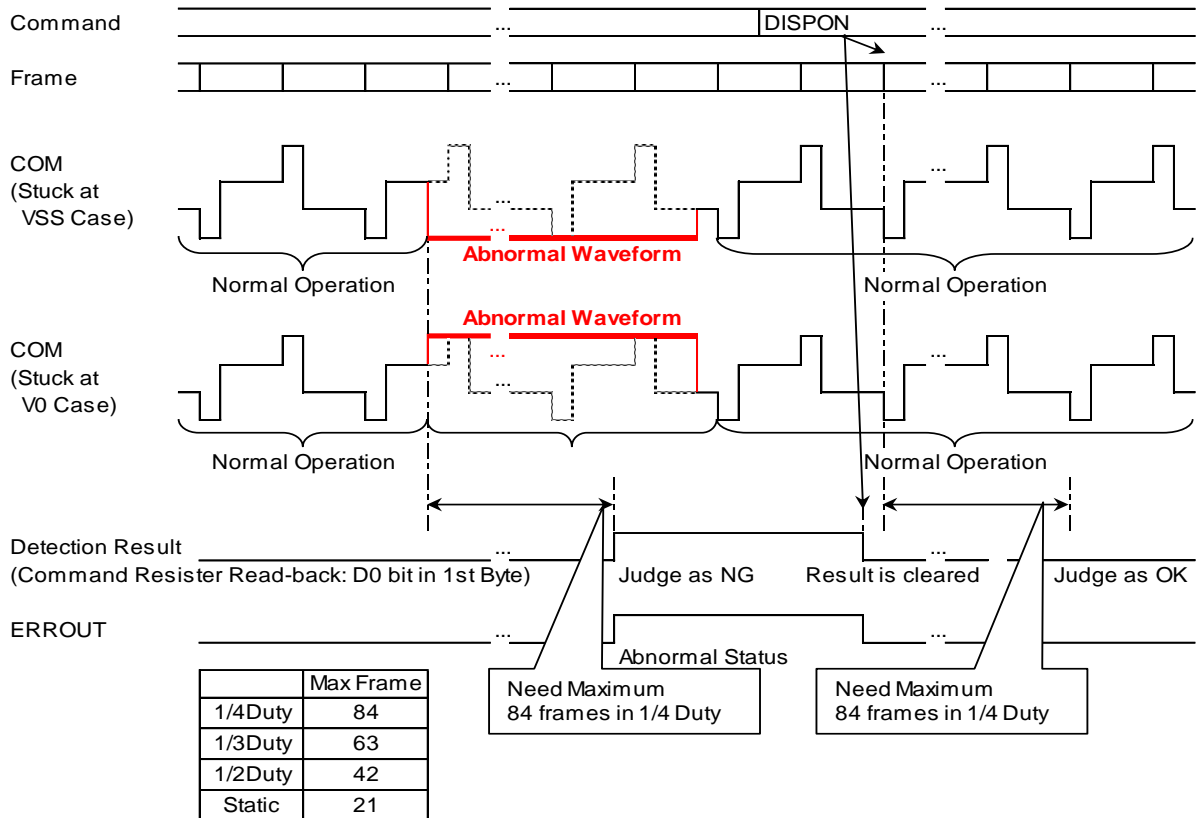 Command
...
DISPON
...
Frame
...
...
COM
(Stuck at
VSS Case)
...
...
...
Abnormal Waveform
Normal Operation
Normal Operation
Abnormal Waveform
COM
(Stuck at
V0 Case)
...
...
...
Normal Operation
Normal Operation
Detection Result
(Command Resister Read-back: D0 bit in 1st Byte)
...
...
Judge as NG
Result is cleared
Judge as OK
ERROUT
...
...
Abnormal Status
Need Maximum
84 frames in 1/4 Duty
Need Maximum
84 frames in 1/4 Duty
Max Frame
1/4Duty 84
1/3Duty 63
1/2Duty 42
Static 21